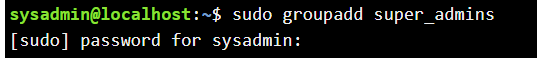 sysadmin@localhost:~$ sudo groupadd super_admins
[sudo] password for sysadmin: